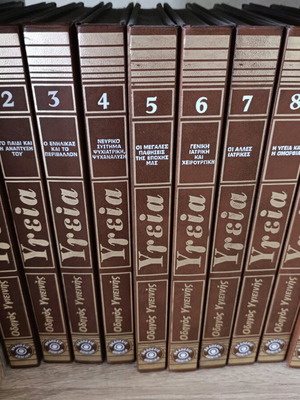 2
ΤΟ ΠΑΙΔΙ ΚΑΙ
Η ΑΝΑΠΤΥΞΗ
ΤΟΥ
Υγεία
Οδηγός Υγιεινής
3
Ο ΕΝΗΛΙΚΑΣ
ΚΑΙ ΤΟ
ΠΕΡΙΒΑΛΛΟΝ
Υγεία
Οδηγός Υγιεινής
4
ΝΕΥΡΙΚΟ
ΣΥΣΤΗΜΑ
ΨΥΧΙΑΤΡΙΚΗ
ΨΥΧΑΝΑΛΥΣΗ
Υγεία
Οδηγός Υγιεινής
5
ΟΙ ΜΕΓΑΛΕΣ
ΠΑΘΗΣΕΙΣ
ΤΗΣ ΕΠΟΧΗΣ
ΜΑΣ
Υγεία
Οδηγός Υγιεινής
6
ΓΕΝΙΚΗ
ΙΑΤΡΙΚΗ
ΚΑΙ
ΧΕΙΡΟΥΡΓΙΚΗ
Υγεία
Οδηγός Υγιεινής
7
ΟΙ ΑΛΛΕΣ
ΙΑΤΡΙΚΕΣ
Υγεία
Οδηγός Υγιεινής
8
Η ΥΓΕΙΑ ΚΑΙ
Η ΟΜΟΡΦΙΑ
Υγεία
Οδηγός Υγιεινής